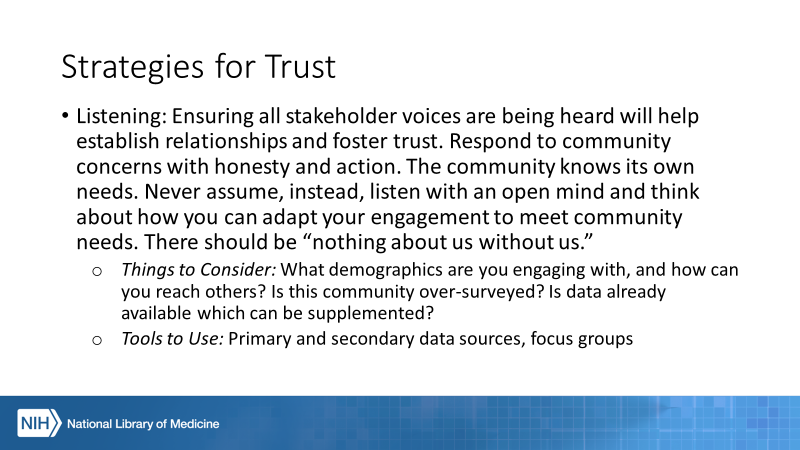 Strategies for Trust
• Listening: Ensuring all stakeholder voices are being heard will help
establish relationships and foster trust. Respond to community
concerns with honesty and action. The community knows its own
needs. Never assume, instead, listen with an open mind and think
about how you can adapt your engagement to meet community
needs. There should be “nothing about us without us.”
o Things to Consider: What demographics are you engaging with, and how can
you reach others? Is this community over-surveyed? Is data already
available which can be supplemented?
o Tools to Use: Primary and secondary data sources, focus groups
NIH National Library of Medicine